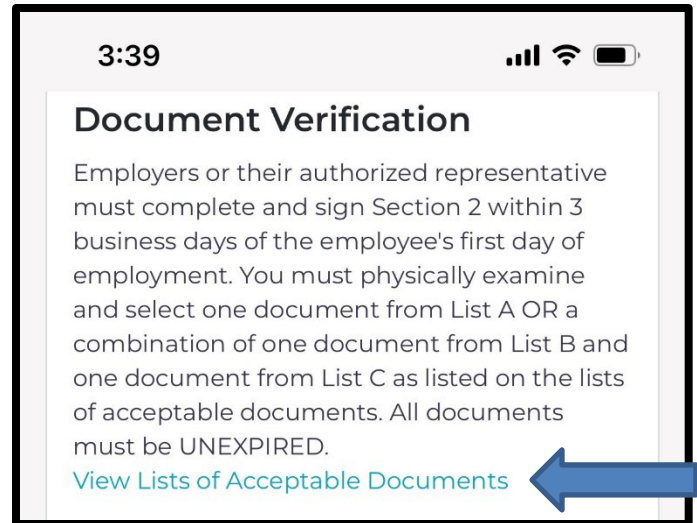 3:39
Document Verification
Employers or their authorized representative
must complete and sign Section 2 within 3
business days of the employee's first day of
employment. You must physically examine
and select one document from List A OR a
combination of one document from List B and
one document from List C as listed on the lists
of acceptable documents. All documents
must be UNEXPIRED.
View Lists of Acceptable Documents